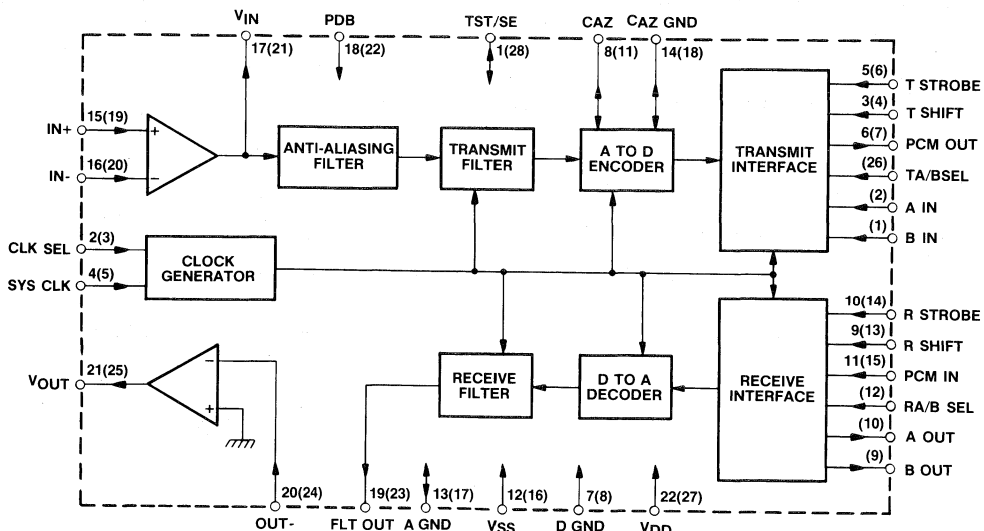 VIN
PDB
TST/SE
CAZ
CAZ GND
17(21)
18(22)
1(28)
8(11)
14(18)
5(6)
T STROBE
3(4)
T SHIFT
6(7)
PCM OUT
(26)
TA/BSEL
(2)
A IN
(1)
B IN
IN+
15(19)
+
IN-
16(20)
−
ANTI-ALIASING
FILTER
TRANSMIT
FILTER
A TO D
ENCODER
TRANSMIT
INTERFACE
CLK SEL
2(3)
SYS CLK
4(5)
CLOCK
GENERATOR
10(14)
R STROBE
9(13)
R SHIFT
11(15)
PCM IN
(12)
RA/B SEL
(10)
A OUT
(9)
B OUT
VOUT
21(25)
−
+
RECEIVE
FILTER
D TO A
DECODER
RECEIVE
INTERFACE
20(24)
19(23)
13(17)
12(16)
7(8)
22(27)
OUT-
FLT OUT
A GND
VSS
D GND
VDD